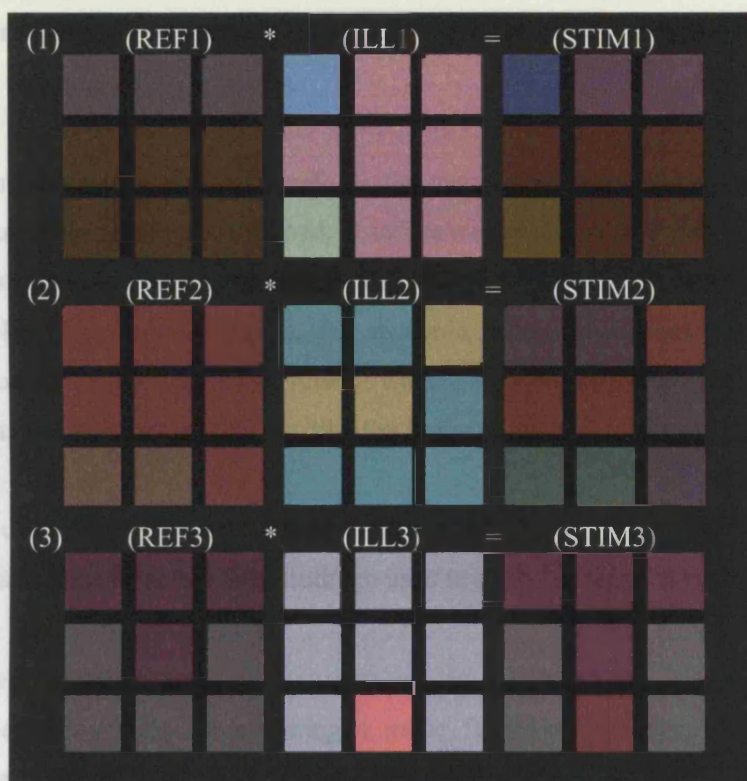 (1) (REF1) * (ILL1) = (STIM1)
(2) (REF2) * (ILL2) = (STIM2)
(3) (REF3) * (ILL3) = (STIM3)